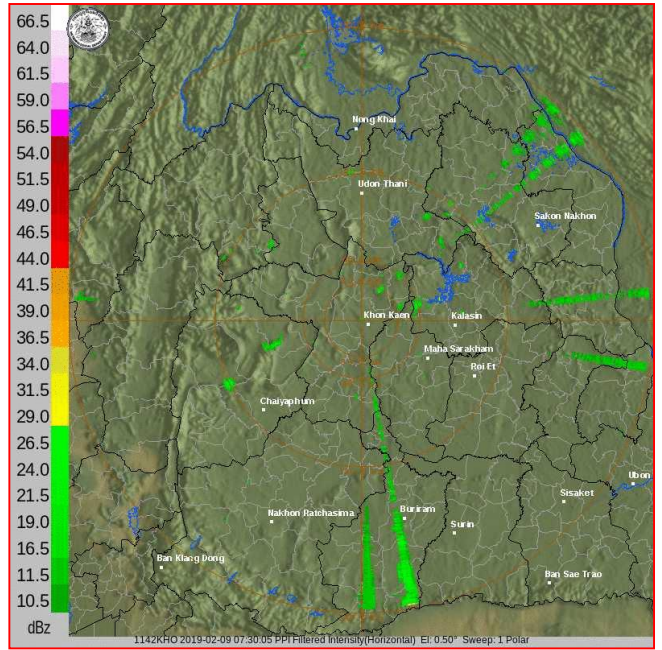 66.5
64.0
61.5
59.0
56.5
54.0
51.5
49.0
46.5
44.0
41.5
39.0
36.5
34.0
31.5
29.0
26.5
24.0
21.5
19.0
16.5
11.5
10.5
dBz
Nong Khai
Udon Thani
Sakon Nakhon
Khon Kaen
Kalasin
Maha Sarakham
Roi Et
Chaiyaphum
Ubon
Sisaket
Nakhon Ratchasima
Buriram
Surin
Ban Klang Dong
Ban Sae Trao
1142KHO 2019-02-09 07:30:05 PPI Filtered Intensity(Horizontal) El: 0.50° Sweep: 1 Polar